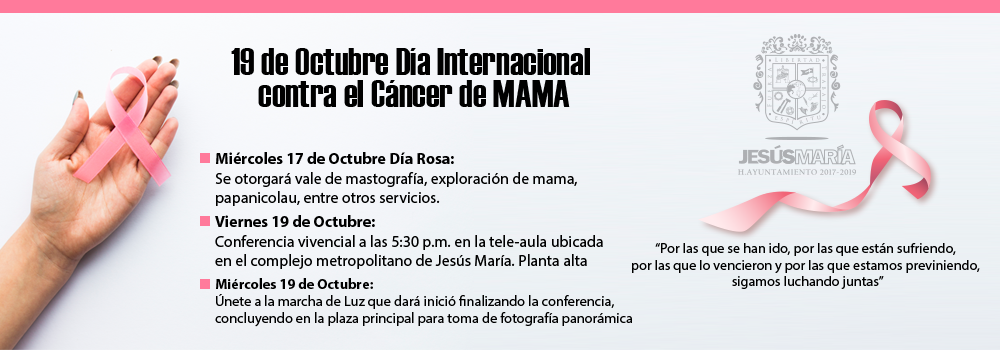 19 de Octubre Día Internacional
contra el Cáncer de MAMA
Miércoles 17 de Octubre Día Rosa:
Se otorgará vale de mastografía, exploración de mama,
papanicolau, entre otros servicios.
Viernes 19 de Octubre:
Conferencia vivencial a las 5:30 p.m. en la tele-aula ubicada
en el complejo metropolitano de Jesús María. Planta alta
Miércoles 19 de Octubre:
Únete a la marcha de Luz que dará inició finalizando la conferencia,
concluyendo en la plaza principal para toma de fotografía panorámica
LIBERTAD
JESÚSMARÍA
H.AYUNTAMIENTO 2017-2019
“Por las que se han ido, por las que están sufriendo,
por las que lo vencieron y por las que estamos previniendo,
sigamos luchando juntas”